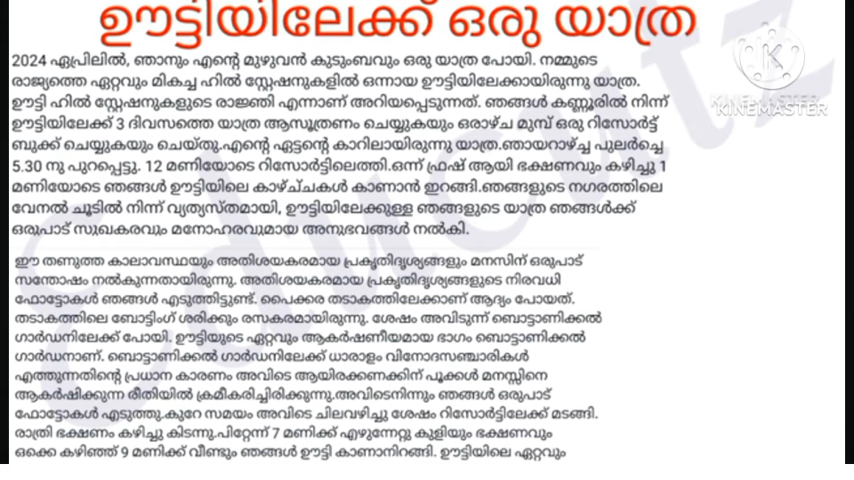 ഊട്ടിയിലേക്ക് ഒരു യാത്ര
2024 ഏപ്രിലിൽ, ഞാനും എന്റെ മുഴുവൻ കുടുംബവും ഒരു യാത്ര പോയി. നമ്മുടെ
രാജ്യത്തെ ഏറ്റവും മികച്ച ഹിൽ സ്റ്റേഷനുകളിൽ ഒന്നായ ഊട്ടിയിലേക്കായിരുന്നു യാത്ര.
ഊട്ടി ഹിൽ സ്റ്റേഷനുകളുടെ രാജ്ഞി എന്നാണ് അറിയപ്പെടുന്നത്. ഞങ്ങൾ കണ്ണൂരിൽ നിന്ന്
ഊട്ടിയിലേക്ക് 3 ദിവസത്തെ യാത്ര ആസൂത്രണം ചെയ്യുകയും ഒരാഴ്ച മുമ്പ് ഒരു റിസോർട്ട്
ബുക്ക് ചെയ്യുകയും ചെയ്തു.എന്റെ ഏട്ടന്റെ കാറിലായിരുന്നു യാത്ര.ഞായറാഴ്ച്ച പുലർച്ചെ
5.30 നു പുറപ്പെട്ടു. 12 മണിയോടെ റിസോർട്ടിലെത്തി.ഒന്ന് ഫ്രഷ് ആയി ഭക്ഷണവും കഴിച്ചു 1
മണിയോടെ ഞങ്ങൾ ഊട്ടിയിലെ കാഴ്ച്ചകൾ കാണാൻ ഇറങ്ങി.ഞങ്ങളുടെ നഗരത്തിലെ
വേനൽ ചൂടിൽ നിന്ന് വ്യത്യസ്തമായി, ഊട്ടിയിലേക്കുള്ള ഞങ്ങളുടെ യാത്ര ഞങ്ങൾക്ക്
ഒരുപാട് സുഖകരവും മനോഹരവുമായ അനുഭവങ്ങൾ നൽകി.
ഈ തണുത്ത കാലാവസ്ഥയും അതിശയകരമായ പ്രകൃതിദൃശ്യങ്ങളും മനസിന് ഒരുപാട്
സന്തോഷം നൽകുന്നതായിരുന്നു. അതിശയകരമായ പ്രകൃതിദൃശ്യങ്ങളുടെ നിരവധി
ഫോട്ടോകൾ ഞങ്ങൾ എടുത്തിട്ടുണ്ട്. പൈക്കര തടാകത്തിലേക്കാണ് ആദ്യം പോയത്.
തടാകത്തിലെ ബോട്ടിംഗ് ശരിക്കും രസകരമായിരുന്നു. ശേഷം അവിടുന്ന് ബൊട്ടാണിക്കൽ
ഗാർഡനിലേക്ക് പോയി. ഊട്ടിയുടെ ഏറ്റവും ആകർഷണീയമായ ഭാഗം ബൊട്ടാണിക്കൽ
ഗാർഡനാണ്. ബൊട്ടാണിക്കൽ ഗാർഡനിലേക്ക് ധാരാളം വിനോദസഞ്ചാരികൾ
എത്തുന്നതിന്റെ പ്രധാന കാരണം അവിടെ ആയിരക്കണക്കിന് പൂക്കൾ മനസ്സിനെ
ആകർഷിക്കുന്ന രീതിയിൽ ക്രമീകരിച്ചിരിക്കുന്നു.അവിടെനിന്നും ഞങ്ങൾ ഒരുപാട്
ഫോട്ടോകൾ എടുത്തു.കുറേ സമയം അവിടെ ചിലവഴിച്ചു ശേഷം റിസോർട്ടിലേക്ക് മടങ്ങി.
രാത്രി ഭക്ഷണം കഴിച്ചു കിടന്നു.പിറ്റേന്ന് 7 മണിക്ക് എഴുന്നേറ്റു കുളിയും ഭക്ഷണവും
ഒക്കെ കഴിഞ്ഞ് 9 മണിക്ക് വീണ്ടും ഞങ്ങൾ ഊട്ടി കാണാനിറങ്ങി. ഊട്ടിയിലെ ഏറ്റവും
K
KINEMASTER
Educutz